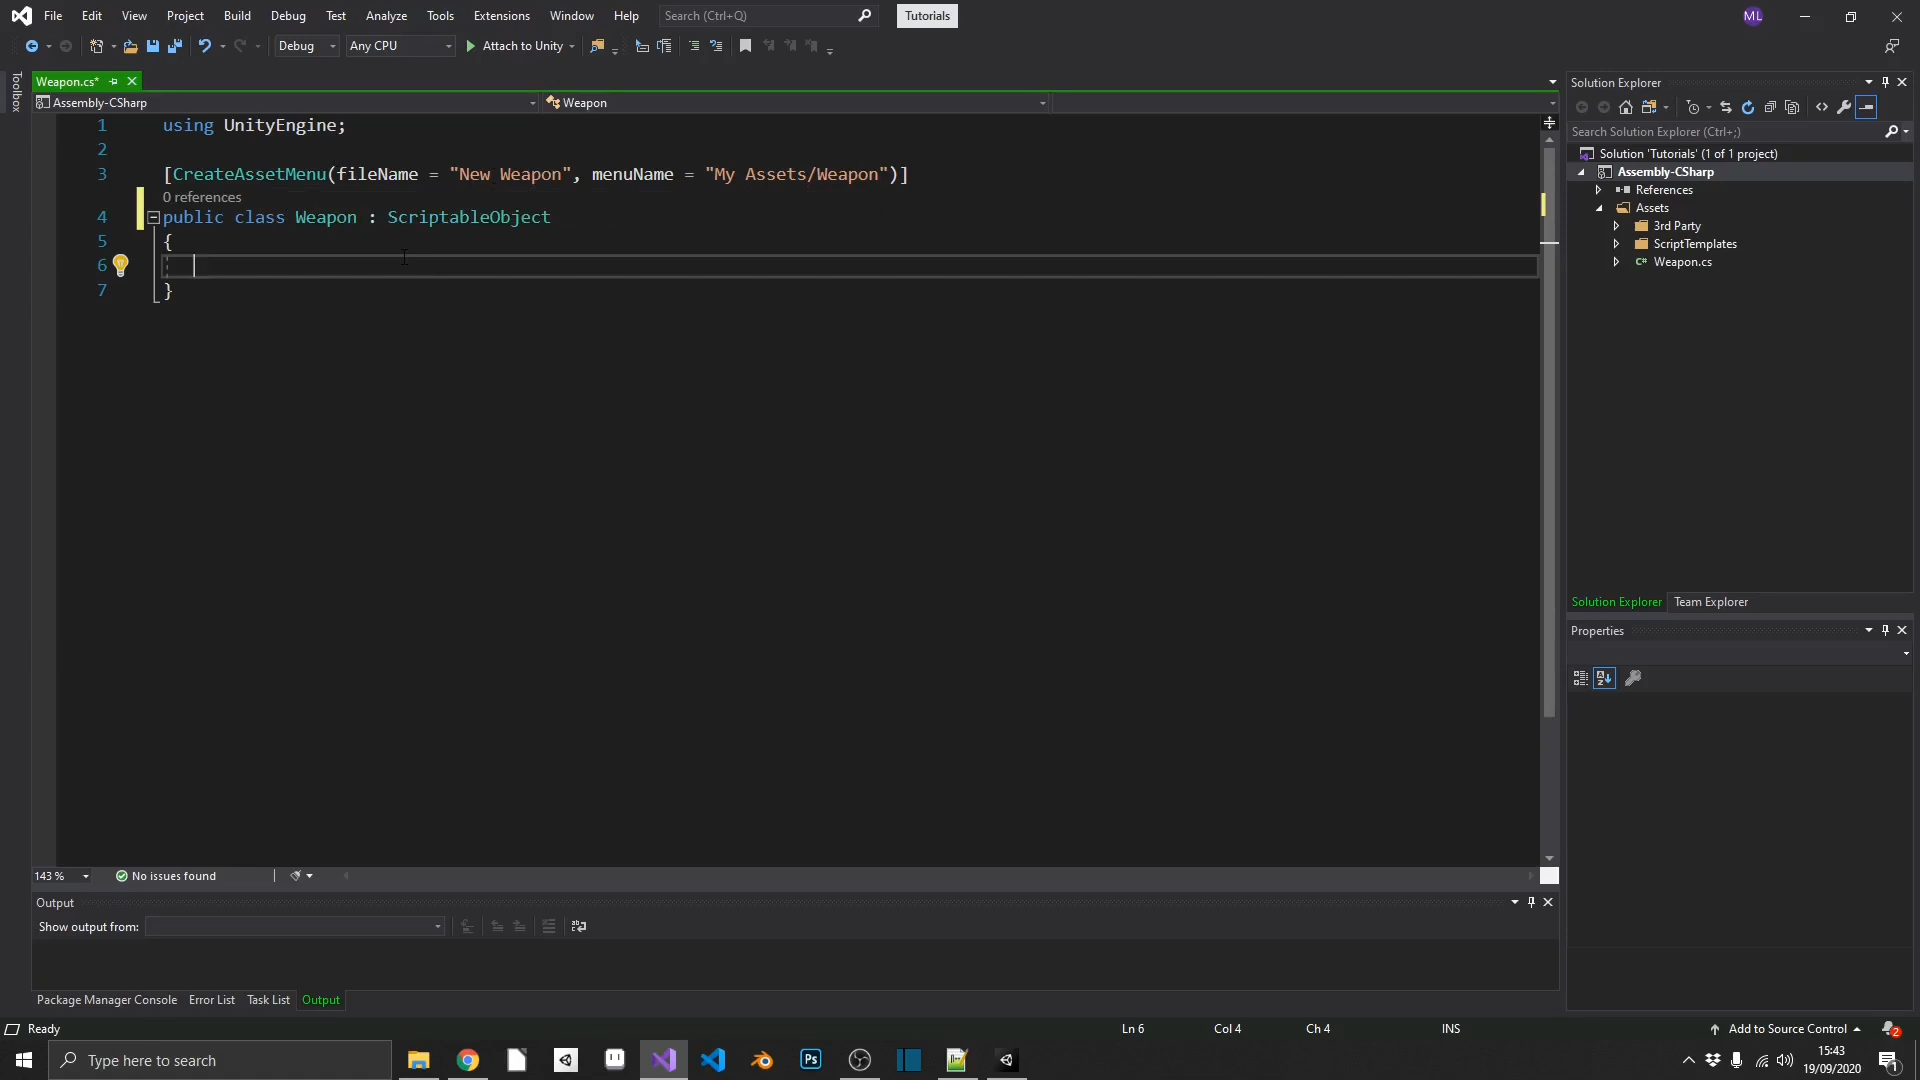 File Edit View Project Build Debug Test Analyze Tools Extensions Window Help Search (Ctrl+Q) Tutorials ML
Debug Any CPU Attach to Unity
Toolbox
Weapon.cs*
Assembly-CSharp Weapon
1 using UnityEngine;
2
3 [CreateAssetMenu(fileName = "New Weapon", menuName = "My Assets/Weapon")]
0 references
4 public class Weapon : ScriptableObject
5 {
6
7 }
143 % No issues found
Output
Show output from:
Package Manager Console Error List Task List Output
Solution Explorer
Search Solution Explorer (Ctrl+;)
Solution 'Tutorials' (1 of 1 project)
Assembly-CSharp
References
Assets
3rd Party
ScriptTemplates
C# Weapon.cs
Solution Explorer Team Explorer
Properties
Ready Ln 6 Col 4 Ch 4 INS Add to Source Control 2
Type here to search Ps 15:43
19/09/2020 1